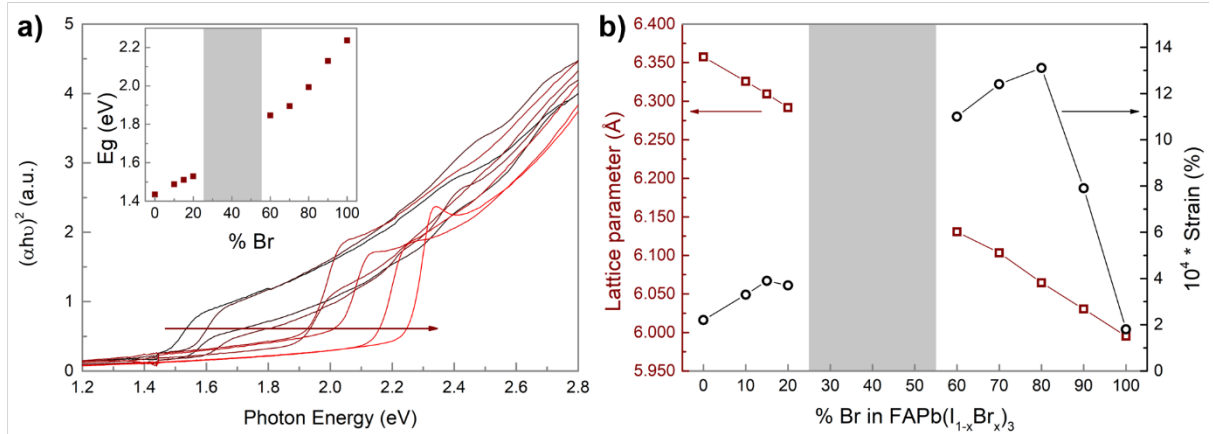 a)
5
4
3
2
1
0
(αhυ)² (a.u.)
1.2 1.4 1.6 1.8 2.0 2.2 2.4 2.6 2.8
Photon Energy (eV)
2.2
2.0
1.8
1.6
1.4
Eg (eV)
0 20 40 60 80 100
% Br
b)
6.400
6.350
6.300
6.250
6.200
6.150
6.100
6.050
6.000
5.950
Lattice parameter (Å)
14
12
10
8
6
4
2
0
10⁴ * Strain (%)
0 10 20 30 40 50 60 70 80 90 100
% Br in FAPb(I₁₋ₓBrₓ)₃